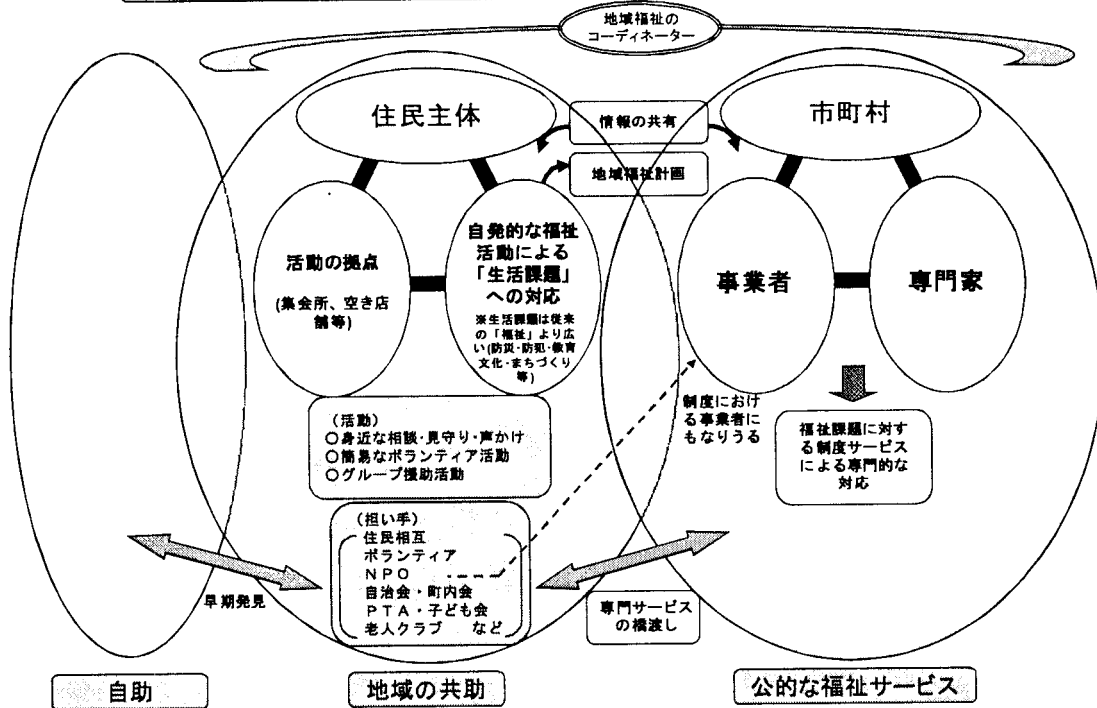 地域福祉の
コーディネーター
住民主体
情報の共有
市町村
地域福祉計画
活動の拠点
(集会所、空き店
舗等)
自発的な福祉
活動による
「生活課題」
への対応
※生活課題は従来
の「福祉」より広
い(防災・防犯・教育
文化・まちづくり
等)
事業者
専門家
制度におけ
る事業者に
もなりうる
福祉課題に対す
る制度サービス
による専門的な
対応
(活動)
○身近な相談・見守り・声かけ
○簡易なボランティア活動
○グループ援助活動
(担い手)
住民相互
ボランティア
NPO
自治会・町内会
PTA・子ども会
老人クラブ など
早期発見
専門サービス
の橋渡し
自助
地域の共助
公的な福祉サービス